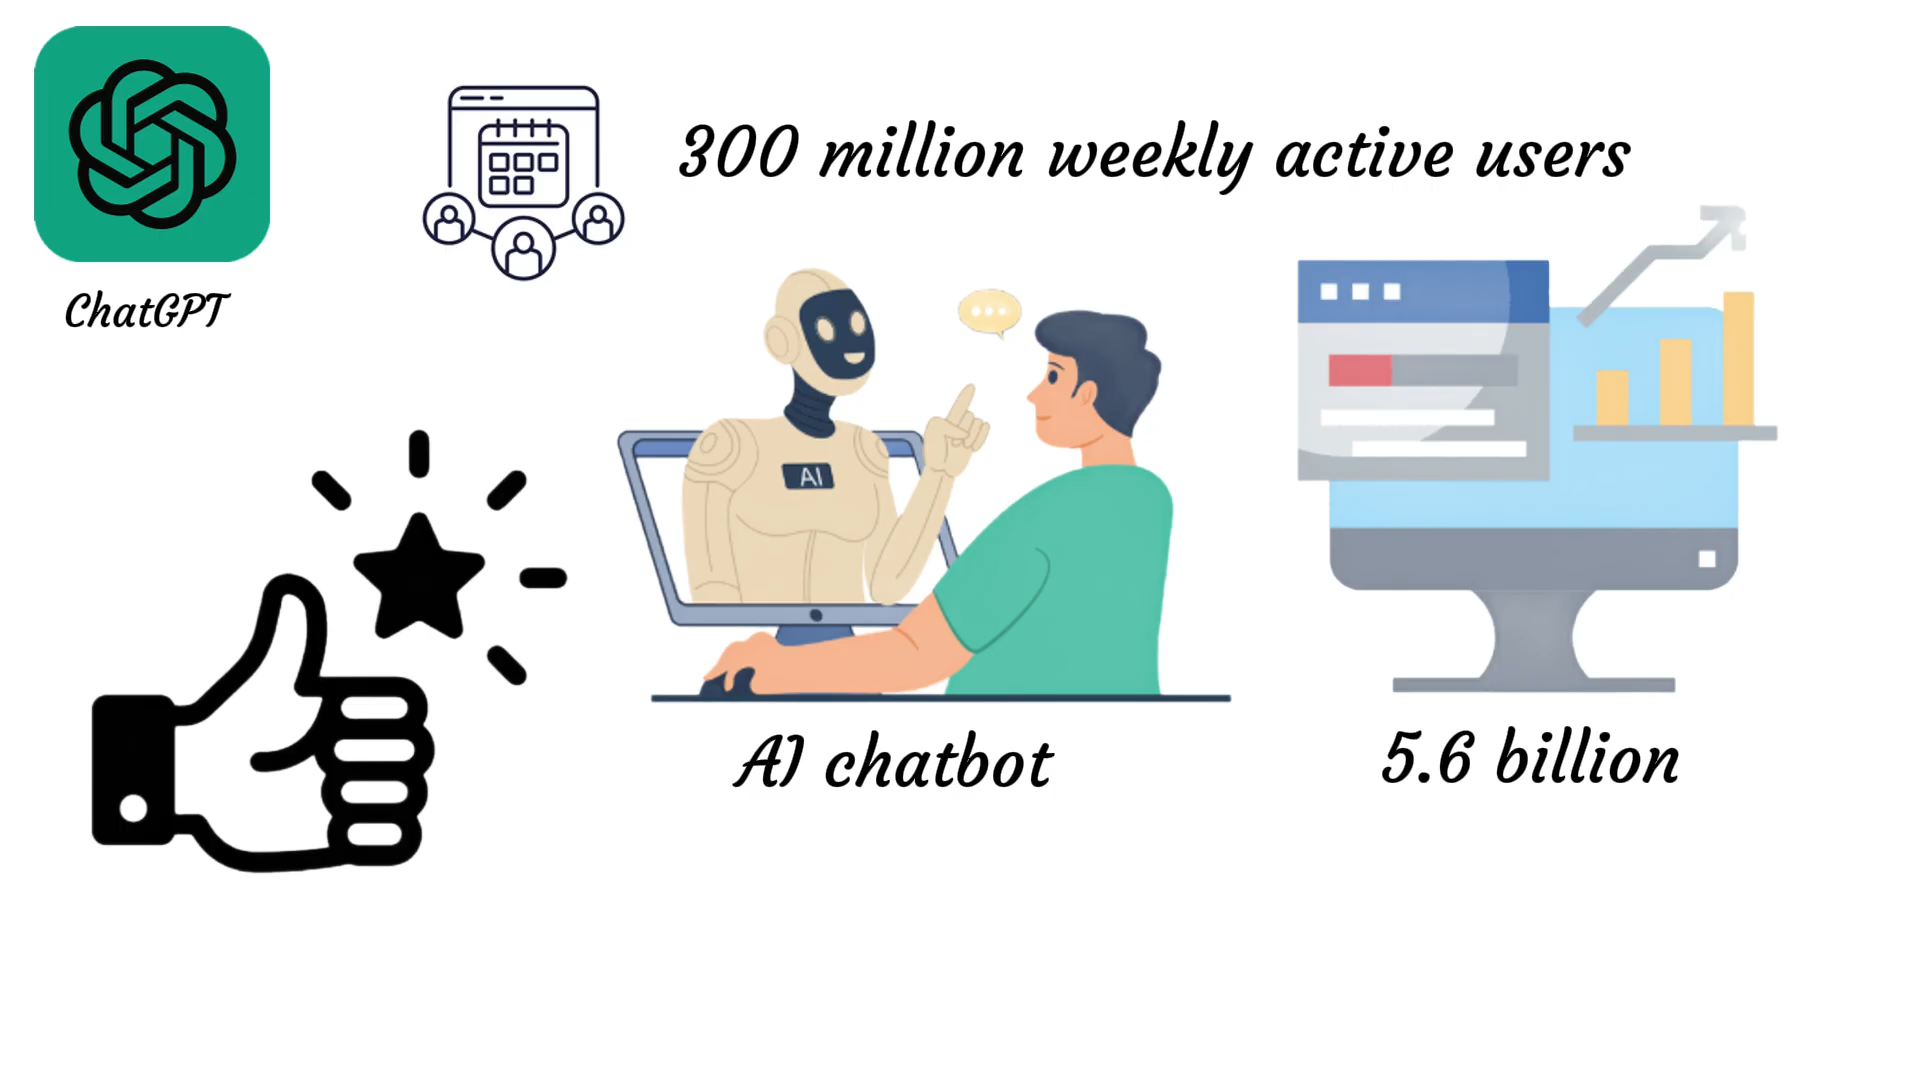 300 million weekly active users
ChatGPT
AI
AI chatbot
5.6 billion